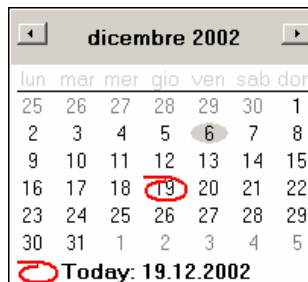 dicembre 2002
lun mar mer gio ven sab dom
25 26 27 28 29 30 1
2 3 4 5 6 7 8
9 10 11 12 13 14 15
16 17 18 19 20 21 22
23 24 25 26 27 28 29
30 31 1 2 3 4 5
Today: 19.12.2002